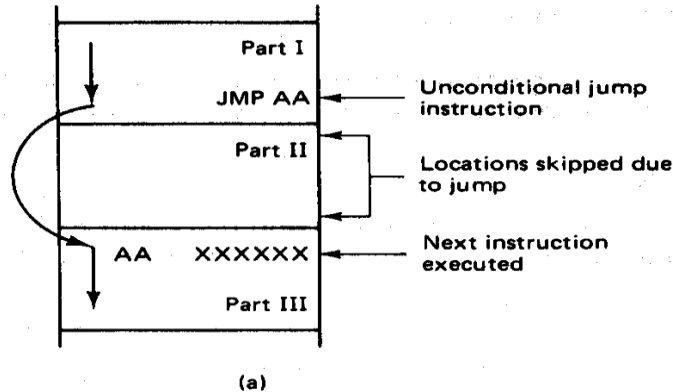 Part I
JMP AA
Unconditional jump
instruction
Part II
Locations skipped due
to jump
AA XXXXXX
Next instruction
executed
Part III
(a)